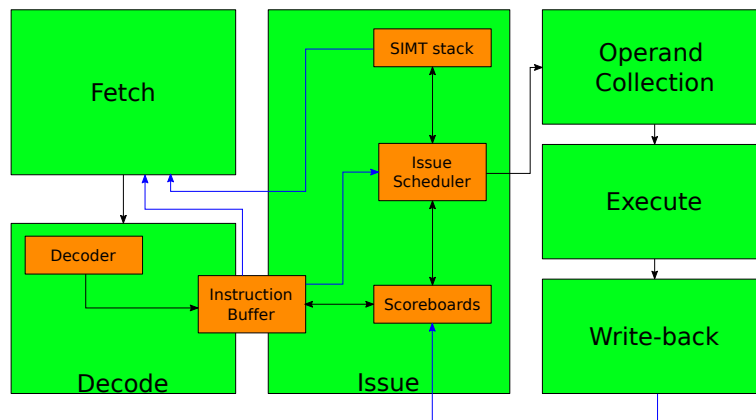 Fetch
Decoder
Instruction
Buffer
Decode
SIMT stack
Issue
Scheduler
Scoreboards
Issue
Operand
Collection
Execute
Write-back